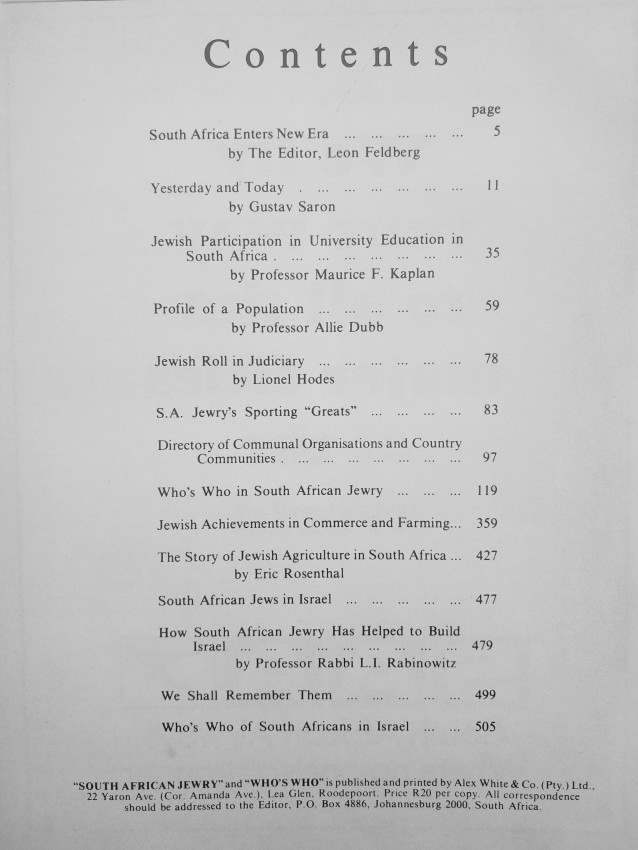 Contents
page
South Africa Enters New Era ... ... ... ... ... 5
by The Editor, Leon Feldberg
Yesterday and Today . ... ... ... ... ... ... 11
by Gustav Saron
Jewish Participation in University Education in
South Africa . ... ... ... ... ... ... ... 35
by Professor Maurice F. Kaplan
Profile of a Population ... ... ... ... ... ... 59
by Professor Allie Dubb
Jewish Roll in Judiciary ... ... ... ... ... ... 78
by Lionel Hodes
S.A. Jewry's Sporting "Greats" ... ... ... ... 83
Directory of Communal Organisations and Country
Communities . ... ... ... ... ... ... ... 97
Who's Who in South African Jewry ... ... ... 119
Jewish Achievements in Commerce and Farming... 359
The Story of Jewish Agriculture in South Africa ... 427
by Eric Rosenthal
South African Jews in Israel ... ... ... ... ... 477
How South African Jewry Has Helped to Build
Israel ... ... ... ... ... ... ... ... ... 479
by Professor Rabbi L.I. Rabinowitz
We Shall Remember Them ... ... ... ... ... 499
Who's Who of South Africans in Israel ... ... 505
"SOUTH AFRICAN JEWRY" and "WHO'S WHO" is published and printed by Alex White & Co. (Pty.) Ltd.,
22 Yaron Ave. (Cor. Amanda Ave.), Lea Glen, Roodepoort. Price R20 per copy. All correspondence
should be addressed to the Editor, P.O. Box 4886, Johannesburg 2000, South Africa.